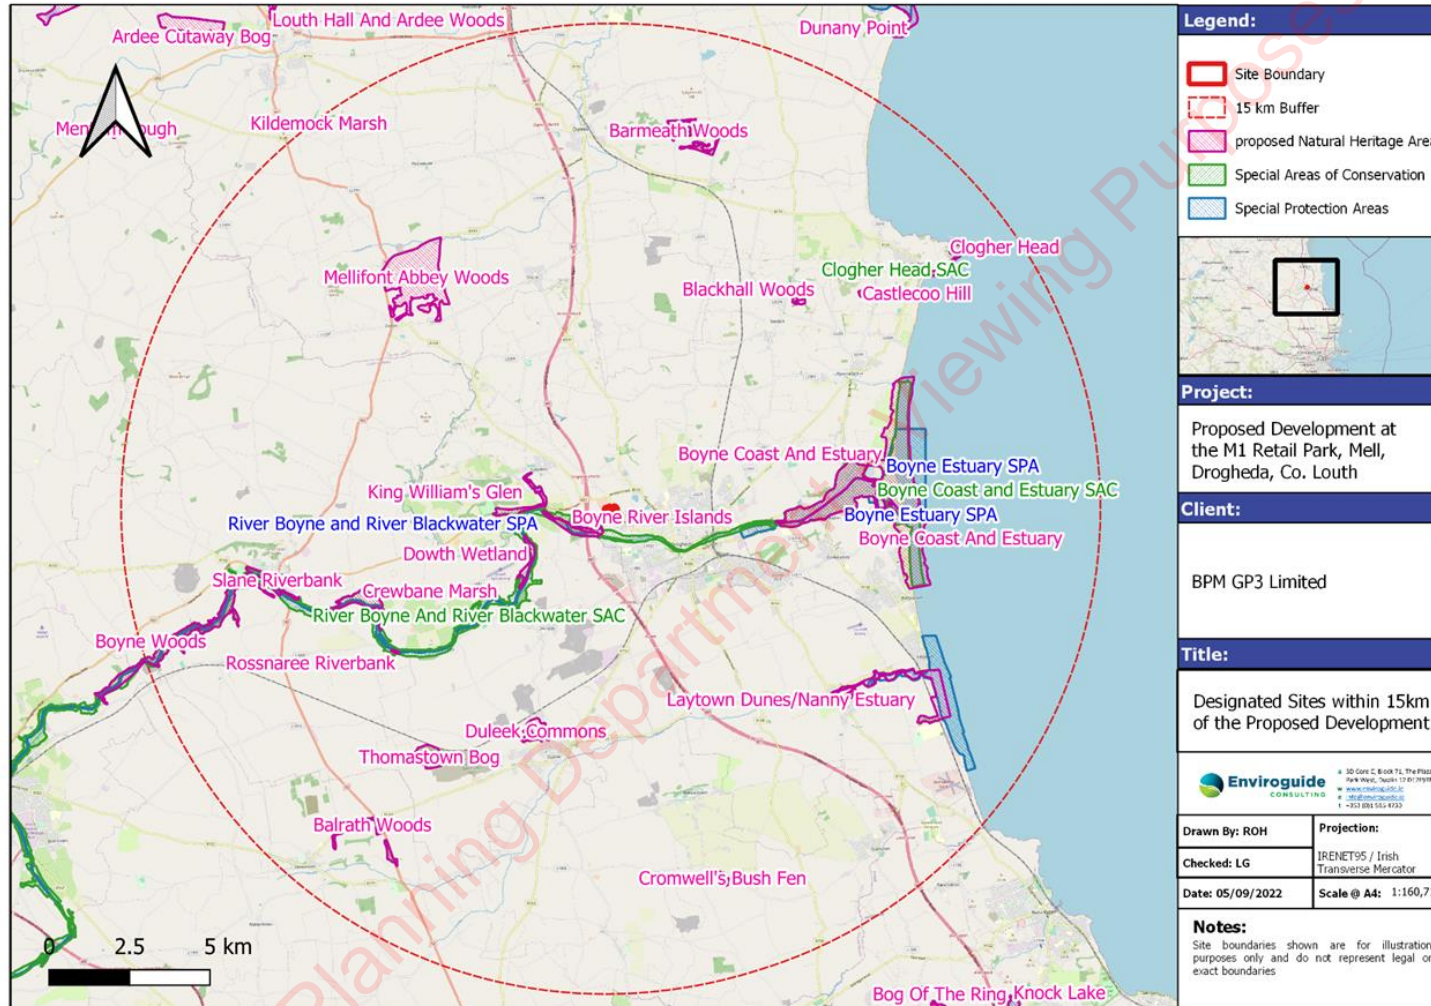 Louth Hall And Ardee Woods
Ardee Cutaway Bog
Dunany Point
Kildemock Marsh
Barmeath Woods
Clogher Head
Clogher Head SAC
Mellifont Abbey Woods
Blackhall Woods
Castlecoo Hill
Boyne Coast And Estuary
Boyne Estuary SPA
King William's Glen
Boyne Coast and Estuary SAC
Boyne River Islands
Boyne Estuary SPA
River Boyne and River Blackwater SPA
Boyne Coast And Estuary
Dowth Wetland
Slane Riverbank
Crewbane Marsh
River Boyne And River Blackwater SAC
Boyne Woods
Rossnaree Riverbank
Laytown Dunes/Nanny Estuary
Duleek Commons
Thomastown Bog
Balrath Woods
Cromwell's Bush Fen
0 2.5 5 km
Bog Of The Ring Knock Lake
Planning Department Viewing Purposes
Legend:
Site Boundary
15 km Buffer
proposed Natural Heritage Area
Special Areas of Conservation
Special Protection Areas
Project:
Proposed Development at
the M1 Retail Park, Mell,
Drogheda, Co. Louth
Client:
BPM GP3 Limited
Title:
Designated Sites within 15km
of the Proposed Development
Enviroguide
CONSULTING
Drawn By: ROH
Projection:
Checked: LG
IRENET95 / Irish
Transverse Mercator
Date: 05/09/2022
Scale @ A4: 1:160,7
Notes:
Site boundaries shown are for illustration
purposes only and do not represent legal or
exact boundaries